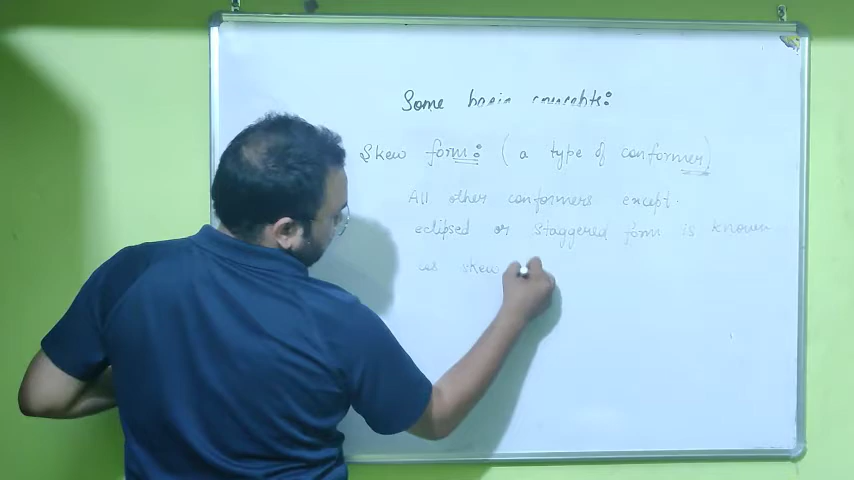 Some basic concepts:
Skew form: (a type of conformer)
All other conformers except.
eclipsed or staggered form is known
as skew